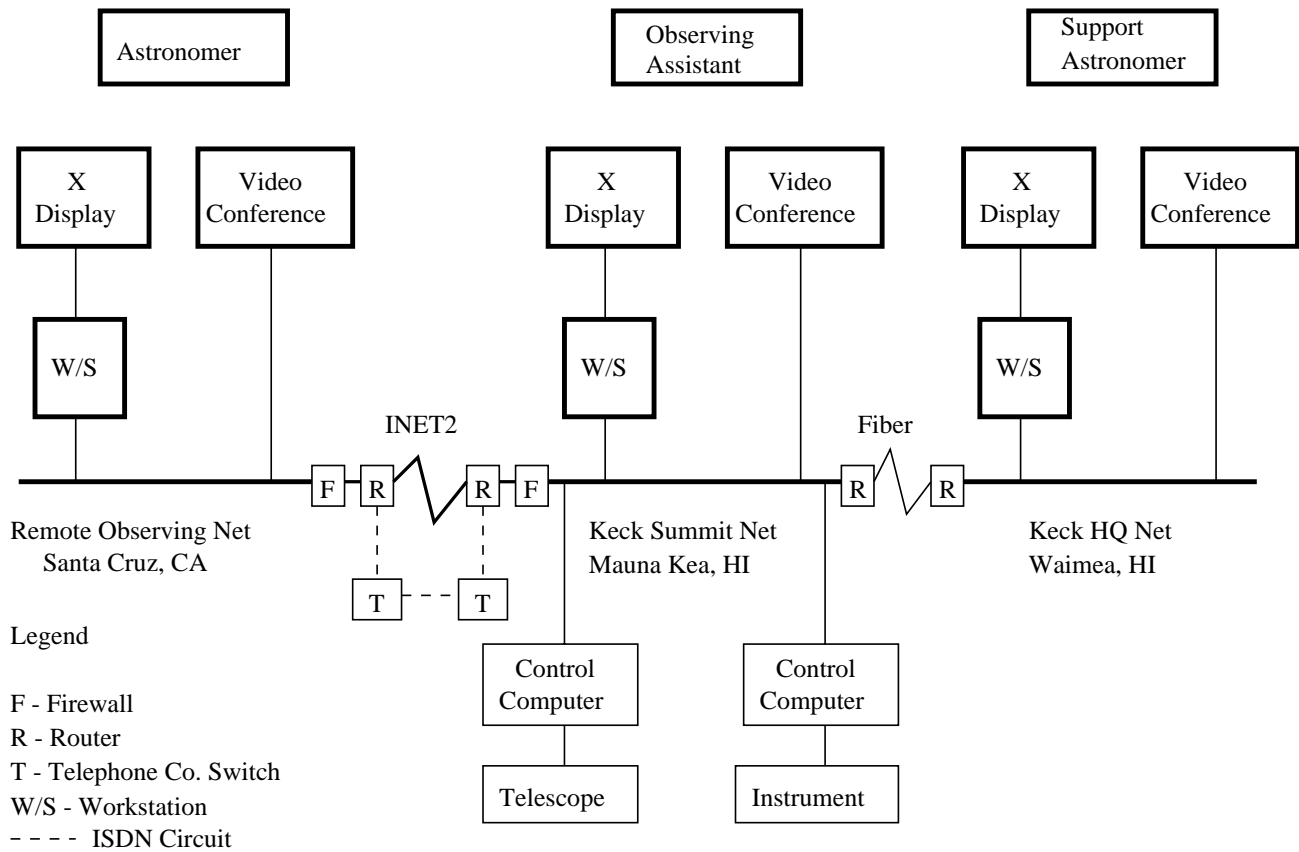 Astronomer
Observing
Assistant
Support
Astronomer
X
Display
Video
Conference
X
Display
Video
Conference
X
Display
Video
Conference
W/S
W/S
W/S
INET2
Fiber
F
R
R
F
R
R
Remote Observing Net
Santa Cruz, CA
Keck Summit Net
Mauna Kea, HI
Keck HQ Net
Waimea, HI
T
T
Control
Computer
Control
Computer
Telescope
Instrument
Legend
F - Firewall
R - Router
T - Telephone Co. Switch
W/S - Workstation
---- ISDN Circuit